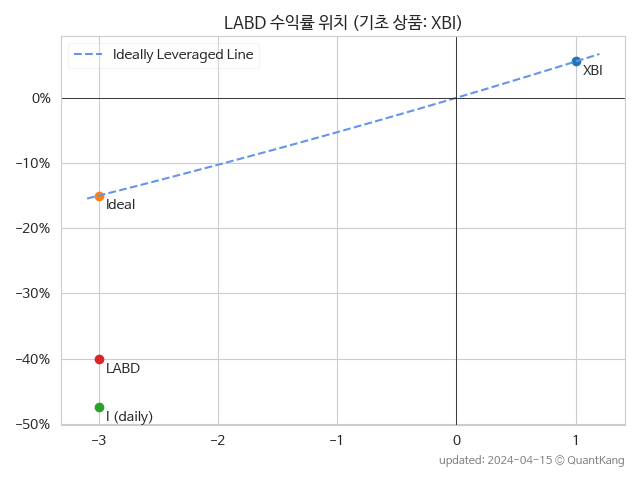 LABD 수익률 위치 (기초 상품: XBI)
Ideally Leveraged Line
XBI
0%
-10%
Ideal
-20%
-30%
-40%
LABD
I (daily)
-50%
-3
-2
-1
0
1
updated: 2024-04-15 © QuantKang